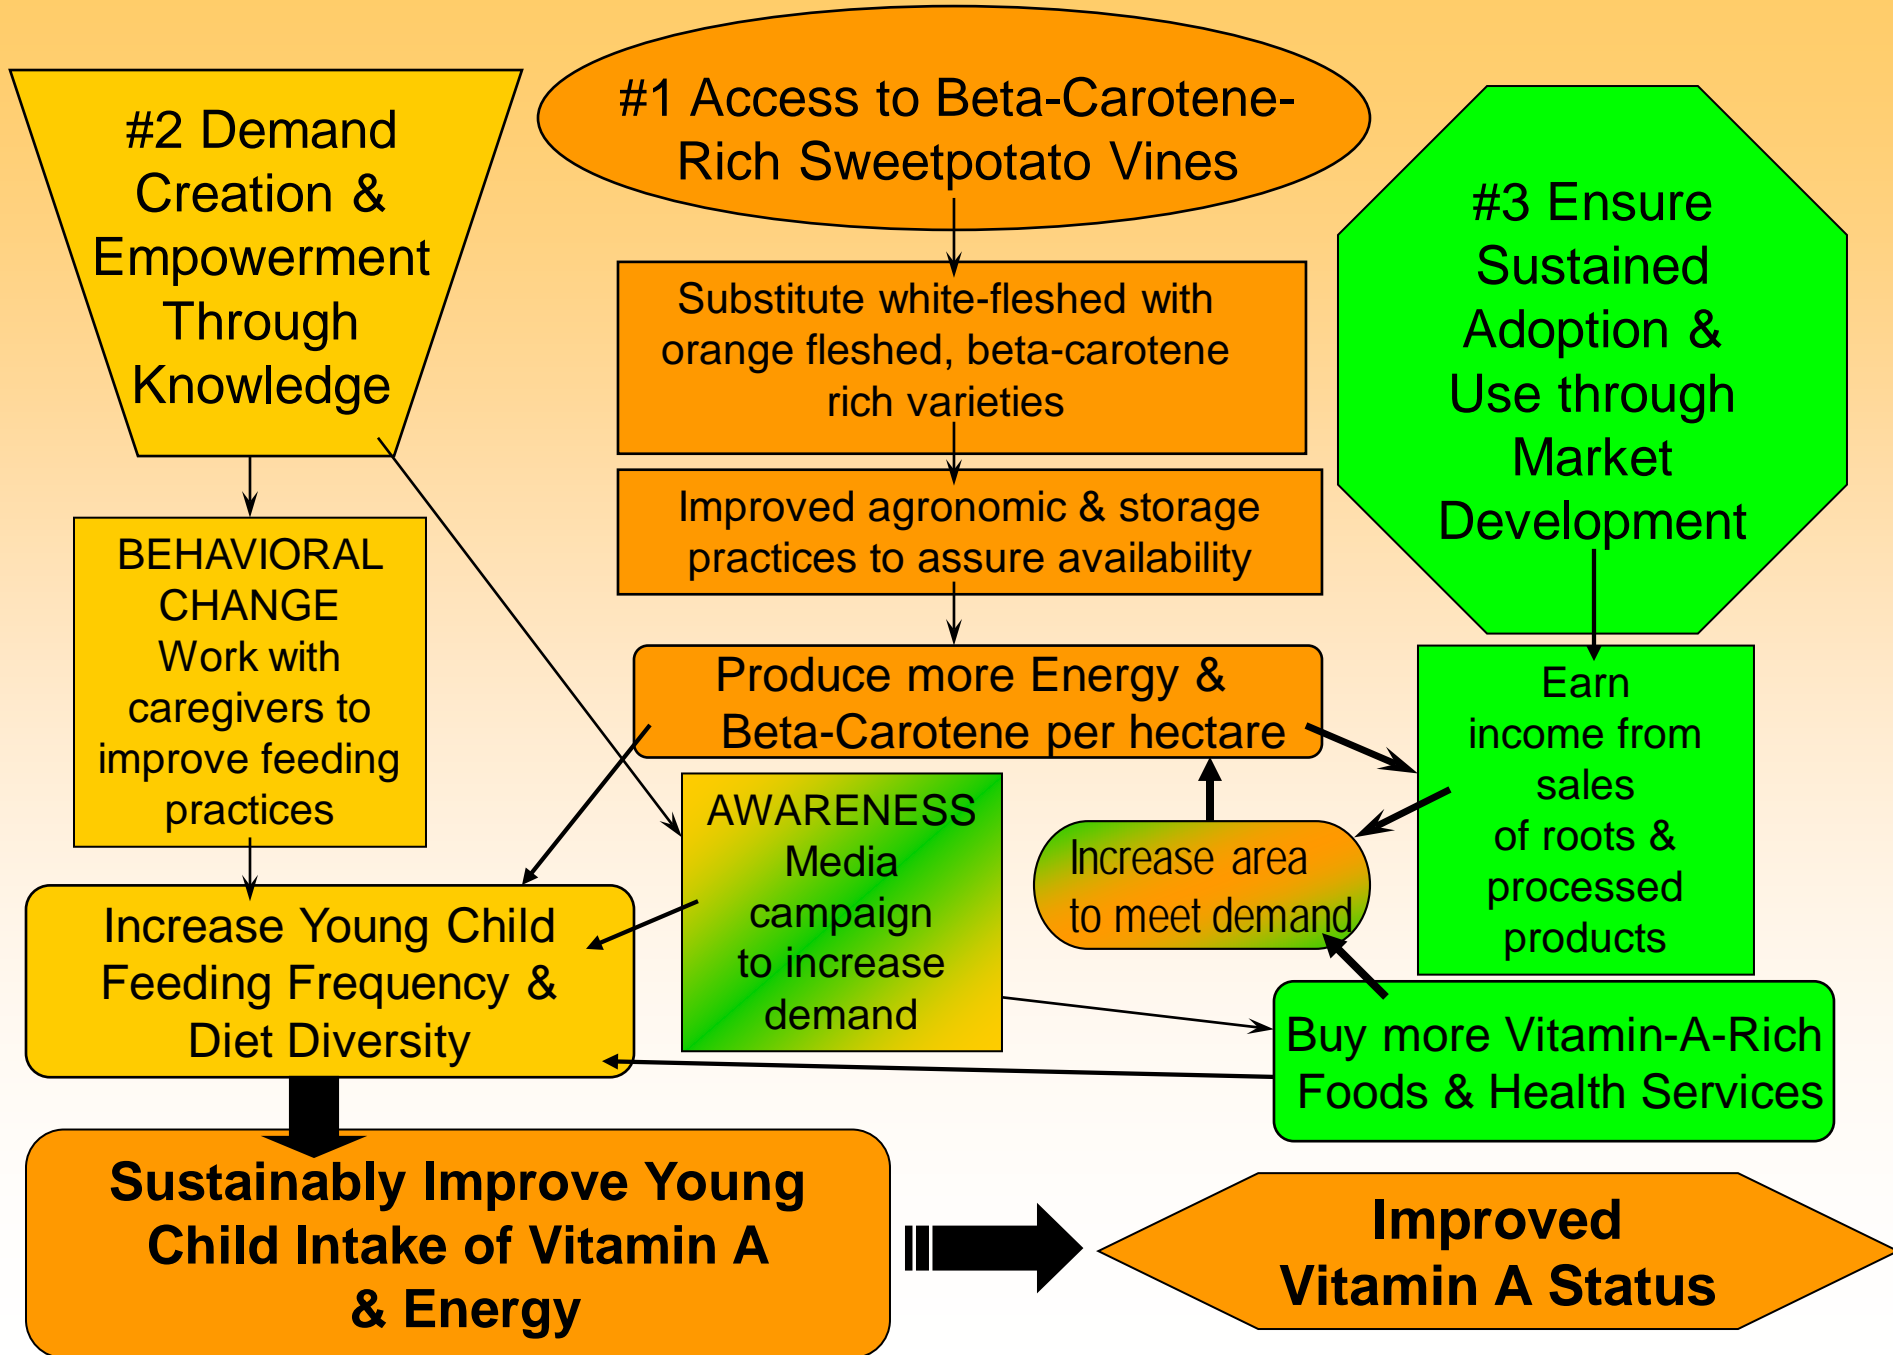 #2 Demand
Creation &
Empowerment
Through
Knowledge
#1 Access to Beta-Carotene-
Rich Sweetpotato Vines
#3 Ensure
Sustained
Adoption &
Use through
Market
Development
Substitute white-fleshed with
orange fleshed, beta-carotene
rich varieties
Improved agronomic & storage
practices to assure availability
BEHAVIORAL
CHANGE
Work with
caregivers to
improve feeding
practices
Produce more Energy &
Beta-Carotene per hectare
Earn
income from
sales
of roots &
processed
products
AWARENESS
Media
campaign
to increase
demand
Increase area
to meet demand
Increase Young Child
Feeding Frequency &
Diet Diversity
Buy more Vitamin-A-Rich
Foods & Health Services
Sustainably Improve Young
Child Intake of Vitamin A
& Energy
Improved
Vitamin A Status